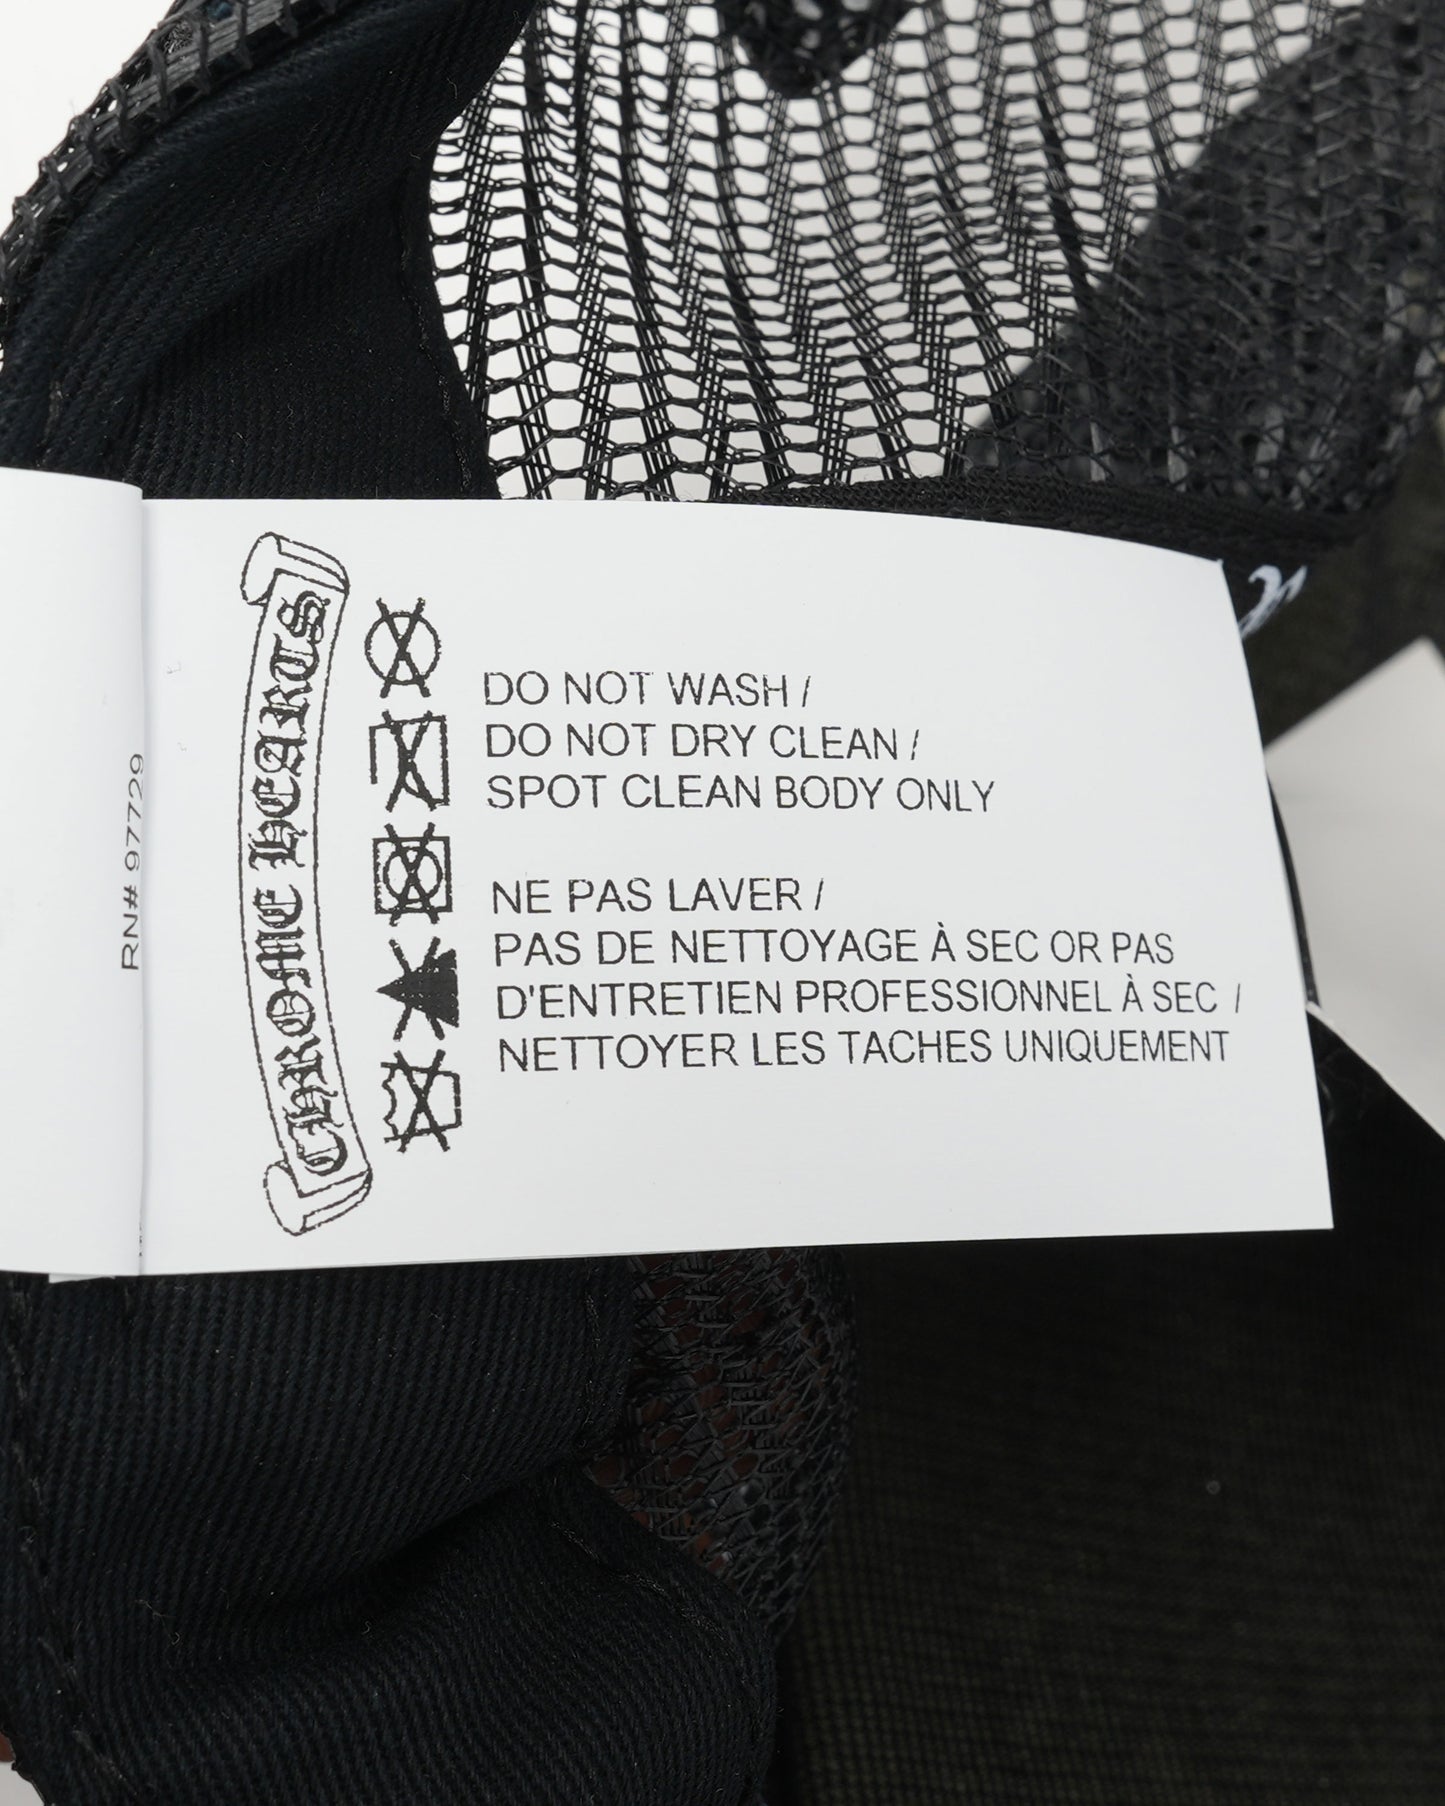 RN# 97729
CHROME HEARTS
DO NOT WASH /
DO NOT DRY CLEAN /
SPOT CLEAN BODY ONLY
NE PAS LAVER /
PAS DE NETTOYAGE À SEC OR PAS
D'ENTRETIEN PROFESSIONNEL À SEC /
NETTOYER LES TACHES UNIQUEMENT